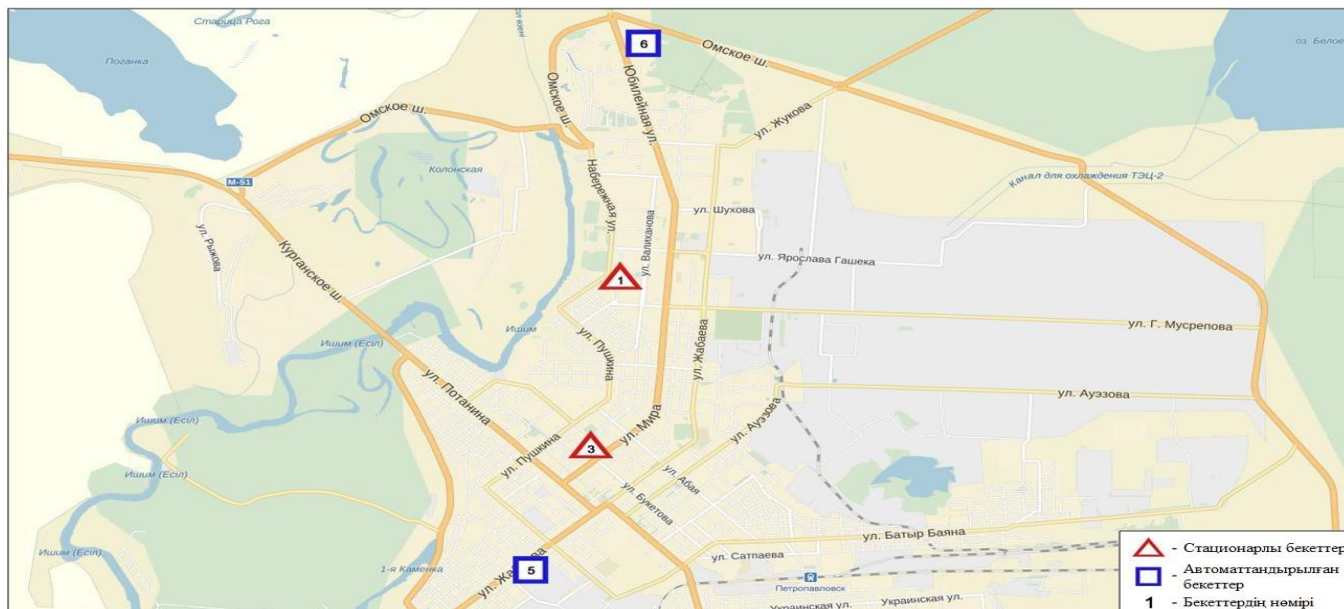 Старица Рога
Поганка
6
Омское ш.
оз. Белое
Омское ш.
Юбилейная ул.
Омское ш.
ул. Жукова
Колонская
М-51
Набережная ул.
Канал для охлаждения ТЭЦ-2
ул. Рыжова
ул. Шухова
ул. Валиханова
ул. Ярослава Гашека
Курганское ш.
1
Ишим
ул. Г. Мусрепова
Ишим (Есіл)
ул. Пушкина
ул. Жабаева
ул. Потанина
ул. Ауэзова
ул. Ауэзова
Ишим (Есіл)
ул. Мира
3
ул. Пушкина
Ишим (Есіл)
ул. Абая
ул. Букетова
ул. Батыр Баяна
Ишим (Есіл)
ул. Сатпаева
1-я Каменка
5
Петропавловск
Украинская ул.
Украинская ул.
- Стационарлы бекеттер
- Автоматтандырылған
бекеттер
1 - Бекеттердің нөмірі